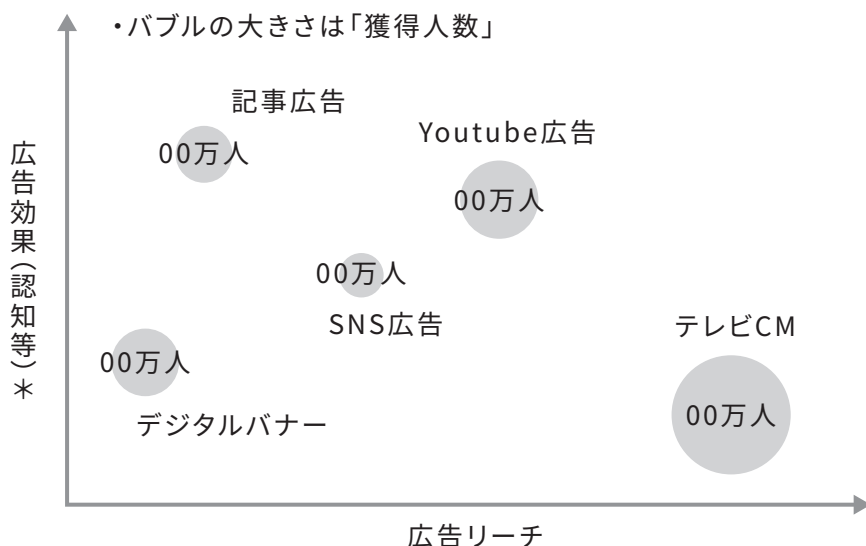 ・バブルの大きさは「獲得人数」
記事広告
00万人
Youtube広告
00万人
00万人
SNS広告
テレビCM
00万人
00万人
デジタルバナー
広告効果(認知等)＊
広告リーチ